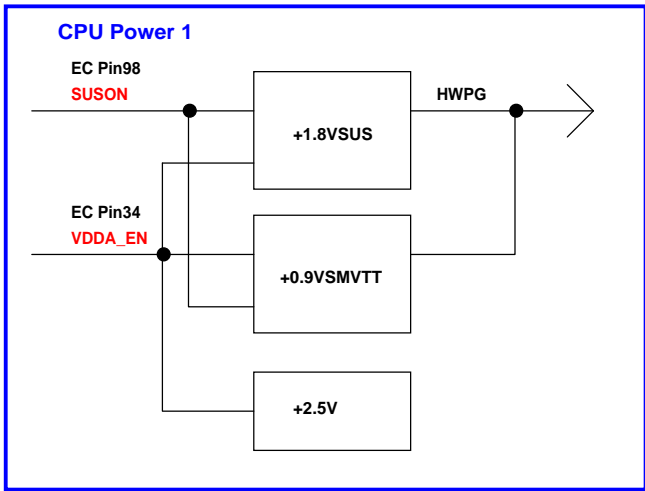 CPU Power 1
EC Pin98
SUSON
HWPG
+1.8VSUS
EC Pin34
VDDA_EN
+0.9VSMVTT
+2.5V